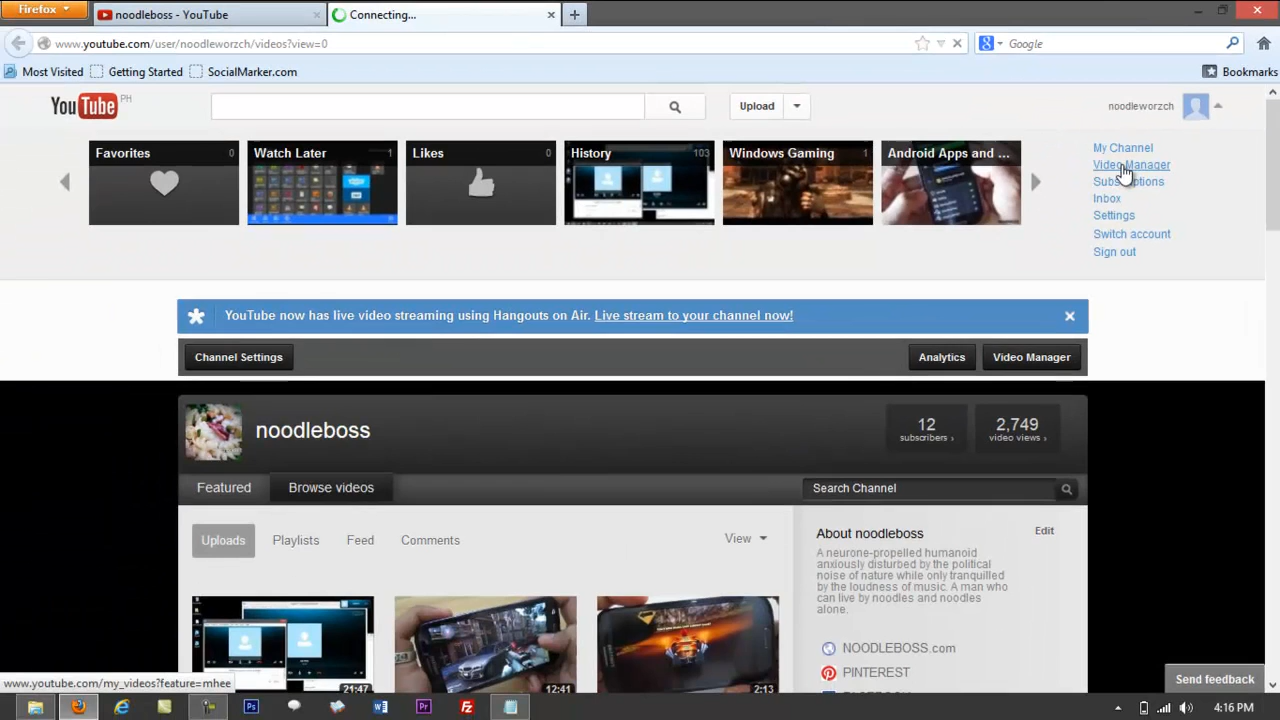 Firefox
noodleboss - YouTube
Connecting...
www.youtube.com/user/noodleworzch/videos?view=0
Google
Most Visited
Getting Started
SocialMarker.com
Bookmarks
YouTube PH
Upload
noodleworzch
Favorites 0
Watch Later 1
Likes 0
History 103
Windows Gaming 1
Android Apps and ...
My Channel
Video Manager
Subscriptions
Inbox
Settings
Switch account
Sign out
YouTube now has live video streaming using Hangouts on Air. Live stream to your channel now!
Channel Settings
Analytics
Video Manager
noodleboss
12
subscribers ›
2,749
video views ›
Featured
Browse videos
Search Channel
Uploads
Playlists
Feed
Comments
View
About noodleboss
Edit
A neurone-propelled humanoid
anxiously disturbed by the political
noise of nature while only tranquilled
by the loudness of music. A man who
can live by noodles and noodles
alone.
NOODLEBOSS.com
PINTEREST
21:47
12:41
2:13
www.youtube.com/my_videos?feature=mhee
Send feedback
4:16 PM